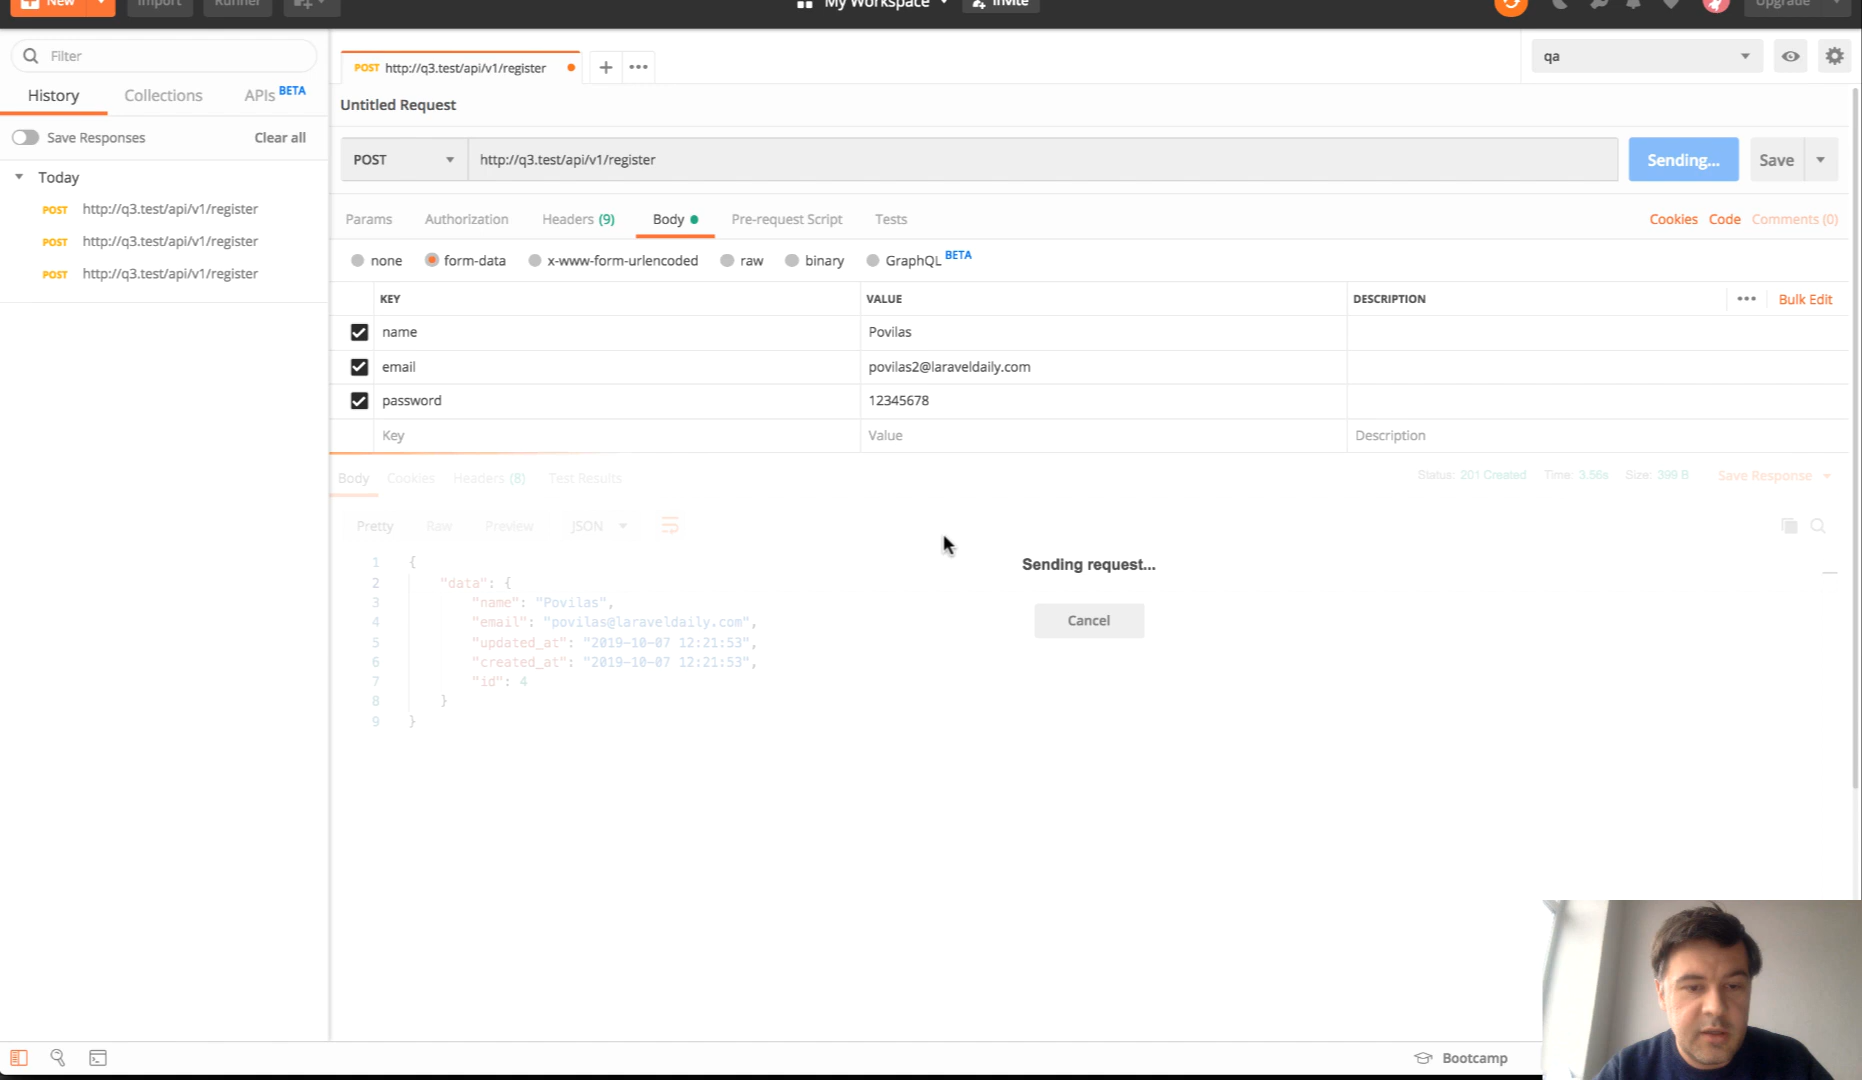 New
Import
Runner
My Workspace
Invite
Upgrade
Filter
History
Collections
APIs BETA
Save Responses
Clear all
Today
POST http://q3.test/api/v1/register
POST http://q3.test/api/v1/register
POST http://q3.test/api/v1/register
POST http://q3.test/api/v1/register
qa
Untitled Request
POST
http://q3.test/api/v1/register
Sending...
Save
Params
Authorization
Headers (9)
Body
Pre-request Script
Tests
Cookies
Code
Comments (0)
none
form-data
x-www-form-urlencoded
raw
binary
GraphQL BETA
KEY
VALUE
DESCRIPTION
Bulk Edit
name
Povilas
email
povilas2@laraveldaily.com
password
12345678
Key
Value
Description
Body
Cookies
Headers (8)
Test Results
Status: 201 Created
Time: 3.56s
Size: 399 B
Save Response
Pretty
Raw
Preview
JSON
1 {
2 "data": {
3 "name": "Povilas",
4 "email": "povilas@laraveldaily.com",
5 "updated_at": "2019-10-07 12:21:53",
6 "created_at": "2019-10-07 12:21:53",
7 "id": 4
8 }
9 }
Sending request...
Cancel
Bootcamp